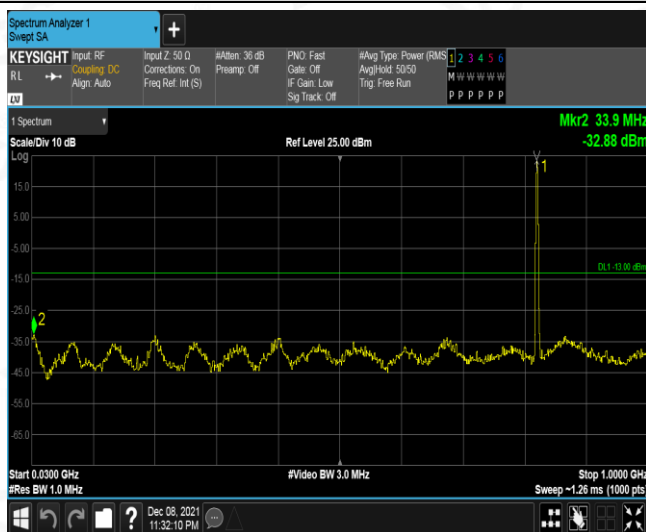 Spectrum Analyzer 1
Swept SA
+
KEYSIGHT
RL
LXI
Input: RF
Coupling: DC
Align: Auto
Input Z: 50 Ω
Corrections: On
Freq Ref: Int (S)
#Atten: 36 dB
Preamp: Off
PNO: Fast
Gate: Off
IF Gain: Low
Sig Track: Off
#Avg Type: Power (RMS
Avg|Hold: 50/50
Trig: Free Run
1 2 3 4 5 6
M W W W W W
P P P P P P
1 Spectrum
Scale/Div 10 dB
Ref Level 25.00 dBm
Mkr2 33.9 MHz
-32.88 dBm
Log
1
15.0
5.00
-5.00
DL1 -13.00 dBm
-15.0
-25.0
2
-35.0
-45.0
-55.0
-65.0
Start 0.0300 GHz
#Res BW 1.0 MHz
#Video BW 3.0 MHz
Stop 1.0000 GHz
Sweep ~1.26 ms (1000 pts)
?
Dec 08, 2021
11:32:10 PM